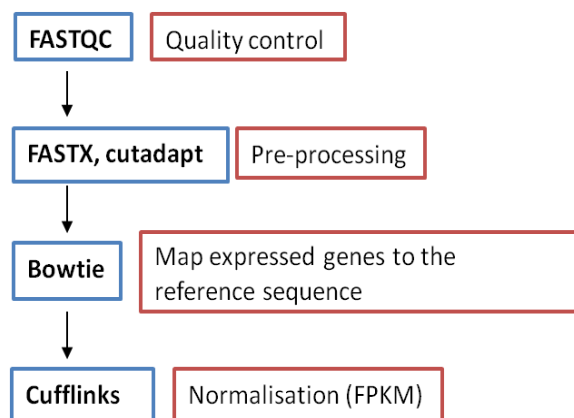 FASTQC
Quality control
FASTX, cutadapt
Pre-processing
Bowtie
Map expressed genes to the
reference sequence
Cufflinks
Normalisation (FPKM)